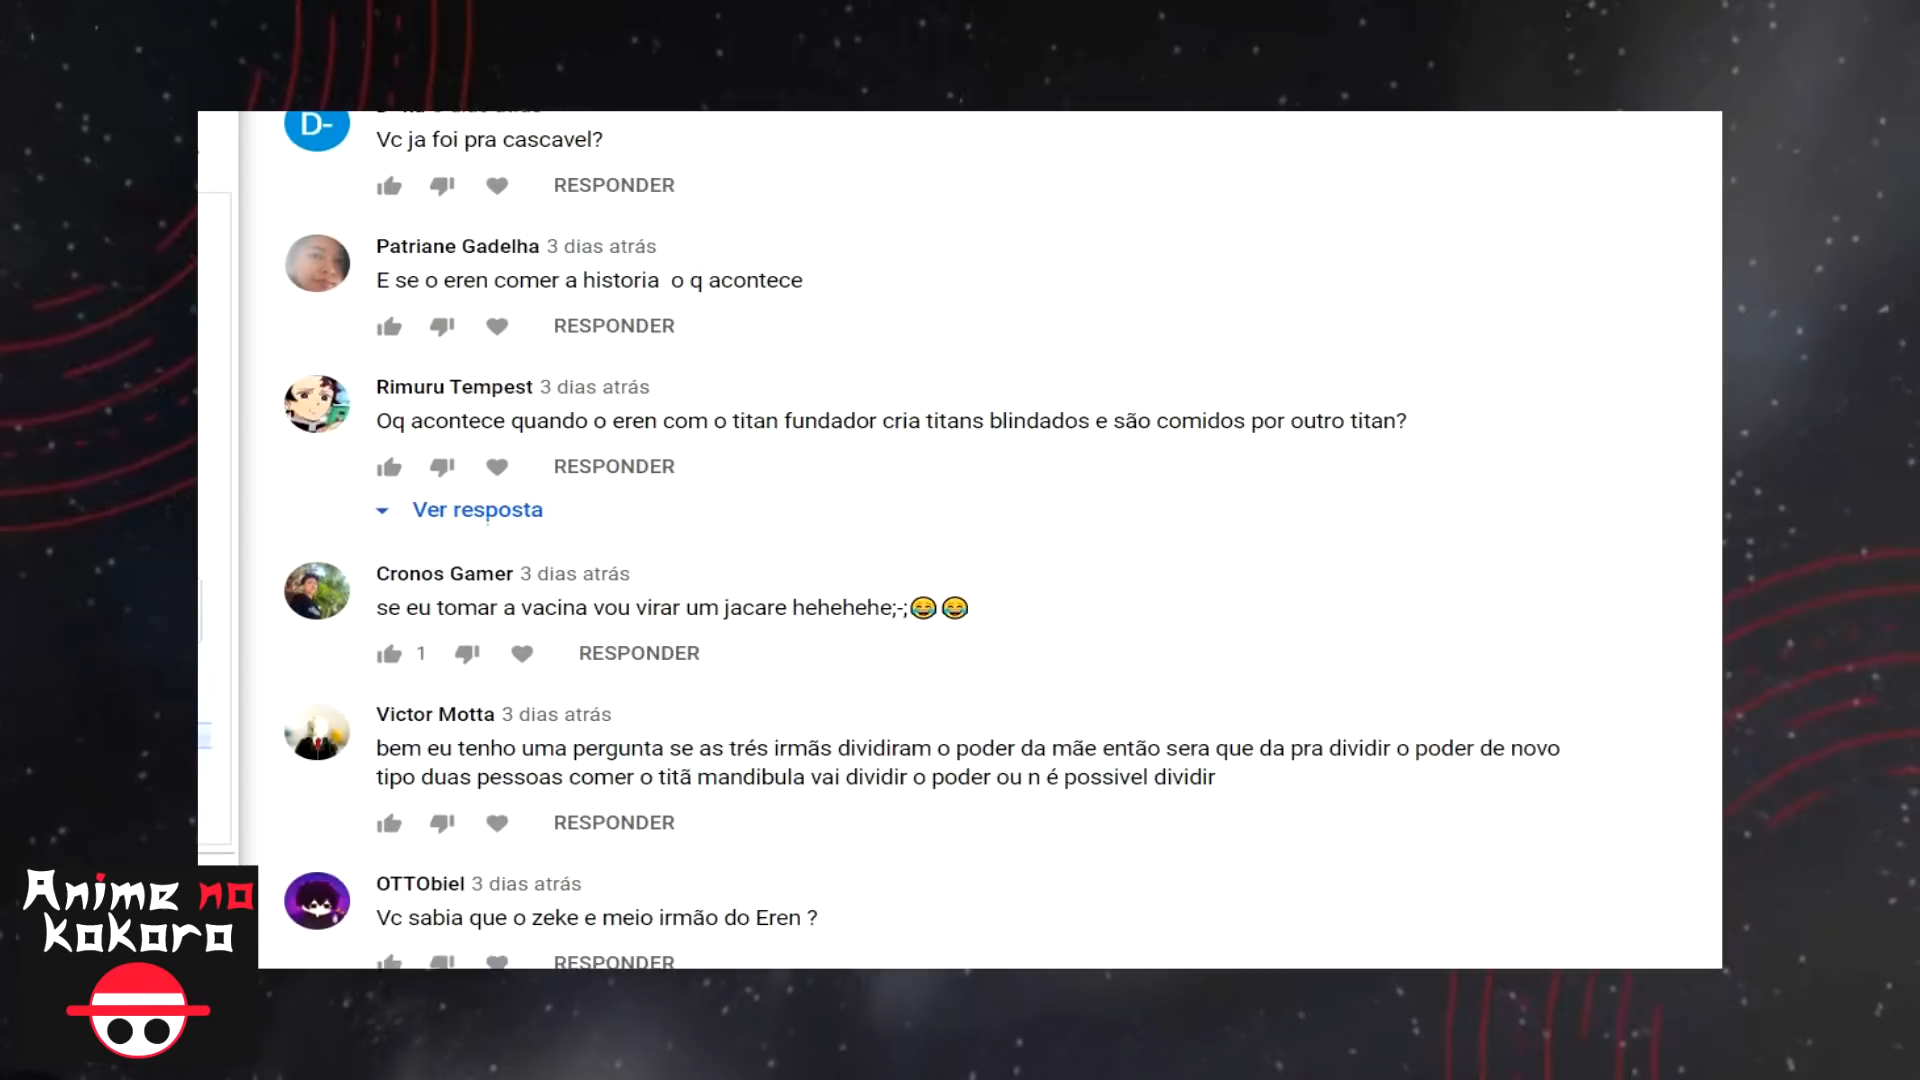 D-
Vc ja foi pra cascavel?
RESPONDER
Patriane Gadelha 3 dias atrás
E se o eren comer a historia  o q acontece
RESPONDER
Rimuru Tempest 3 dias atrás
Oq acontece quando o eren com o titan fundador cria titans blindados e são comidos por outro titan?
RESPONDER
Ver resposta
Cronos Gamer 3 dias atrás
se eu tomar a vacina vou virar um jacare hehehehe;-;😂😂
1 RESPONDER
Victor Motta 3 dias atrás
bem eu tenho uma pergunta se as trés irmãs dividiram o poder da mãe então sera que da pra dividir o poder de novo
tipo duas pessoas comer o titã mandibula vai dividir o poder ou n é possivel dividir
RESPONDER
OTTObiel 3 dias atrás
Vc sabia que o zeke e meio irmão do Eren ?
RESPONDER
Anime no
kokoro